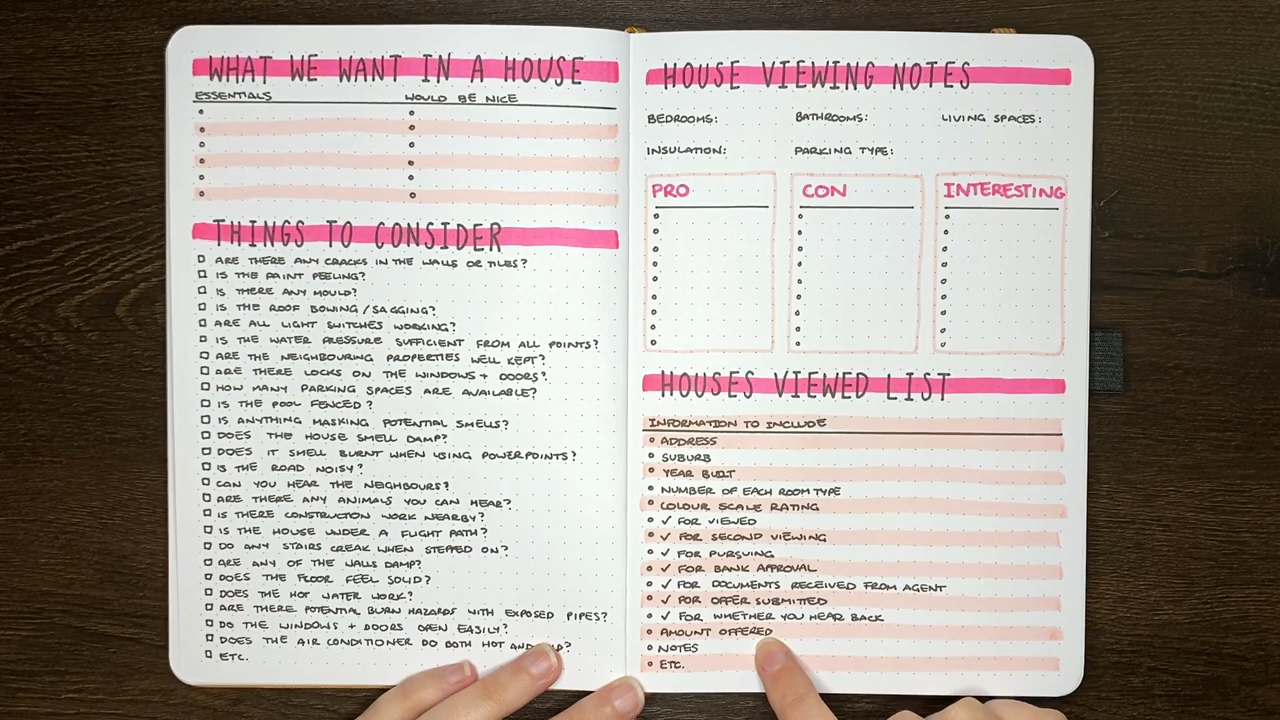 WHAT WE WANT IN A HOUSE
ESSENTIALS WOULD BE NICE
THINGS TO CONSIDER
ARE THERE ANY CRACKS IN THE WALLS OR TILES?
IS THE PAINT PEELING?
IS THERE ANY MOULD?
IS THE ROOF BOWING/SAGGING?
ARE ALL LIGHT SWITCHES WORKING?
IS THE WATER PRESSURE SUFFICIENT FROM ALL POINTS?
ARE THE NEIGHBOURING PROPERTIES WELL KEPT?
ARE THERE LOCKS ON THE WINDOWS + DOORS?
HOW MANY PARKING SPACES ARE AVAILABLE?
IS THE POOL FENCED?
IS ANYTHING MASKING POTENTIAL SMELLS?
DOES THE HOUSE SMELL DAMP?
DOES IT SMELL BURNT WHEN USING POWERPOINTS?
IS THE ROAD NOISY?
CAN YOU HEAR THE NEIGHBOURS?
ARE THERE ANY ANIMALS YOU CAN HEAR?
IS THERE CONSTRUCTION WORK NEARBY?
IS THE HOUSE UNDER A FLIGHT PATH?
DO ANY STAIRS CREAK WHEN STEPPED ON?
ARE ANY OF THE WALLS DAMP?
DOES THE FLOOR FEEL SOLID?
DOES THE HOT WATER WORK?
ARE THERE POTENTIAL BURN HAZARDS WITH EXPOSED PIPES?
DO THE WINDOWS + DOORS OPEN EASILY?
DOES THE AIR CONDITIONER DO BOTH HOT AND
ETC.
HOUSE VIEWING NOTES
BEDROOMS: BATHROOMS: LIVING SPACES:
INSULATION: PARKING TYPE:
PRO CON INTERESTING
HOUSES VIEWED LIST
INFORMATION TO INCLUDE
ADDRESS
SUBURB
YEAR BUILT
NUMBER OF EACH ROOM TYPE
COLOUR SCALE RATING
✓ FOR VIEWED
✓ FOR SECOND VIEWING
✓ FOR PURSUING
✓ FOR BANK APPROVAL
✓ FOR DOCUMENTS RECEIVED FROM AGENT
✓ FOR OFFER SUBMITTED
✓ FOR WHETHER YOU HEAR BACK
AMOUNT OFFERED
NOTES
ETC.